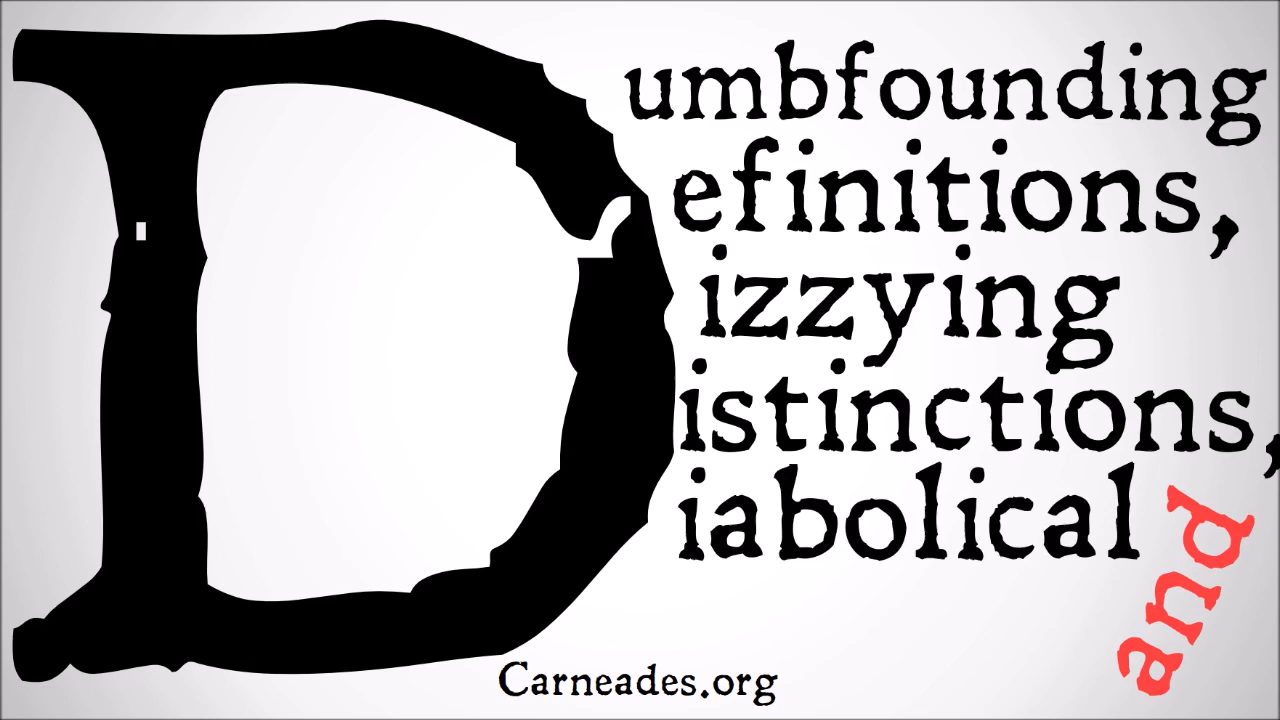 D
umbfounding
efinitions,
izzying
istinctions,
iabolical
and
Carneades.org